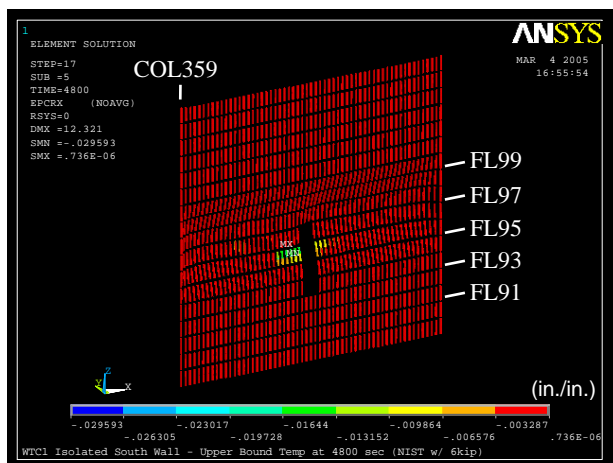 1
ANSYS
ELEMENT SOLUTION
MAR 4 2005
16:55:54
STEP=17
SUB =5
TIME=4800
EPCRX (NOAVG)
RSYS=0
DMX =12.321
SMN =-.029593
SMX =.736E-06
COL359
FL99
FL97
FL95
FL93
FL91
MX
MN
Z
Y
X
(in./in.)
-.029593 -.023017 -.01644 -.009864 -.003287
-.026305 -.019728 -.013152 -.006576 .736E-06
WTC1 Isolated South Wall - Upper Bound Temp at 4800 sec (NIST w/ 6kip)